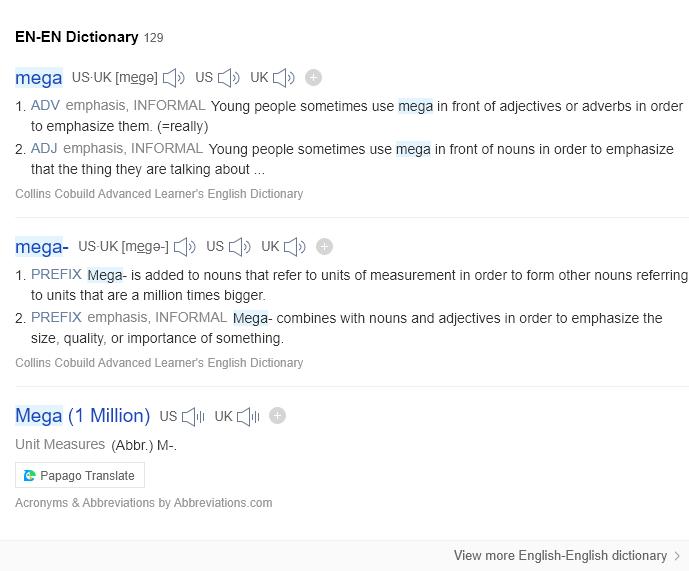 EN-EN Dictionary 129
mega US·UK [megə] US UK
1. ADV emphasis, INFORMAL Young people sometimes use mega in front of adjectives or adverbs in order
to emphasize them. (=really)
2. ADJ emphasis, INFORMAL Young people sometimes use mega in front of nouns in order to emphasize
that the thing they are talking about ...
Collins Cobuild Advanced Learner's English Dictionary
mega- US·UK [megə-] US UK
1. PREFIX Mega- is added to nouns that refer to units of measurement in order to form other nouns referring
to units that are a million times bigger.
2. PREFIX emphasis, INFORMAL Mega- combines with nouns and adjectives in order to emphasize the
size, quality, or importance of something.
Collins Cobuild Advanced Learner's English Dictionary
Mega (1 Million) US UK
Unit Measures (Abbr.) M-.
Papago Translate
Acronyms & Abbreviations by Abbreviations.com
View more English-English dictionary